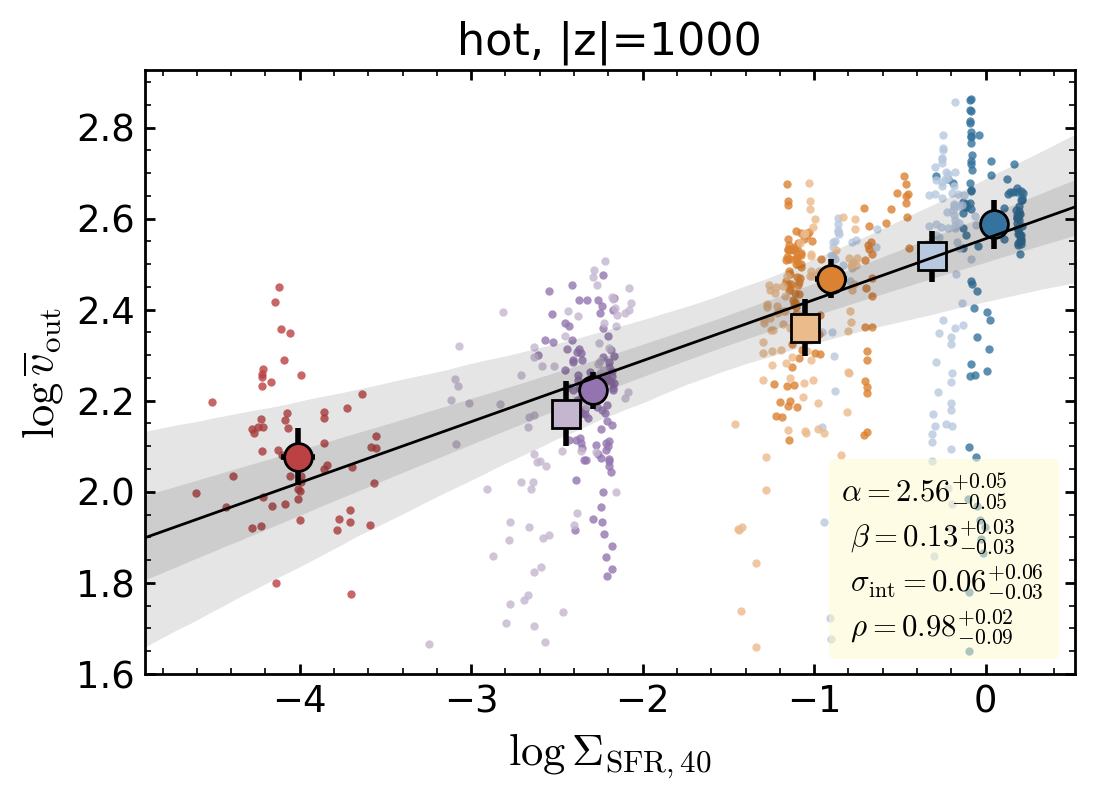 hot, |z|=1000
2.8
2.6
2.4
2.2
2.0
1.8
1.6
log v̅_out
α = 2.56^{+0.05}_{−0.05}
β = 0.13^{+0.03}_{−0.03}
σ_int = 0.06^{+0.06}_{−0.03}
ρ = 0.98^{+0.02}_{−0.09}
−4 −3 −2 −1 0
log Σ_{SFR, 40}